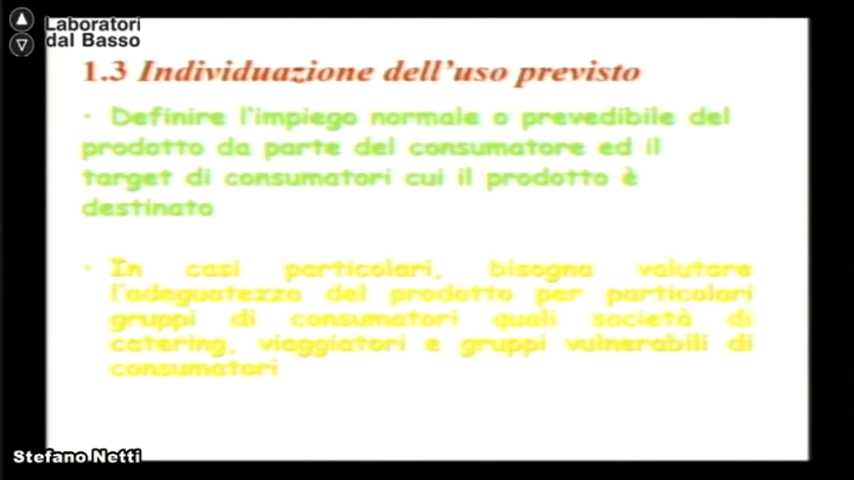 Laboratori
dal Basso
1.3 Individuazione dell'uso previsto
· Definire l'impiego normale o prevedibile del
prodotto da parte del consumatore ed il
target di consumatori cui il prodotto è
destinato
· In casi particolari, bisogna valutare
l'adeguatezza del prodotto per particolari
gruppi di consumatori quali società di
catering, viaggiatori e gruppi vulnerabili di
consumatori
Stefano Netti